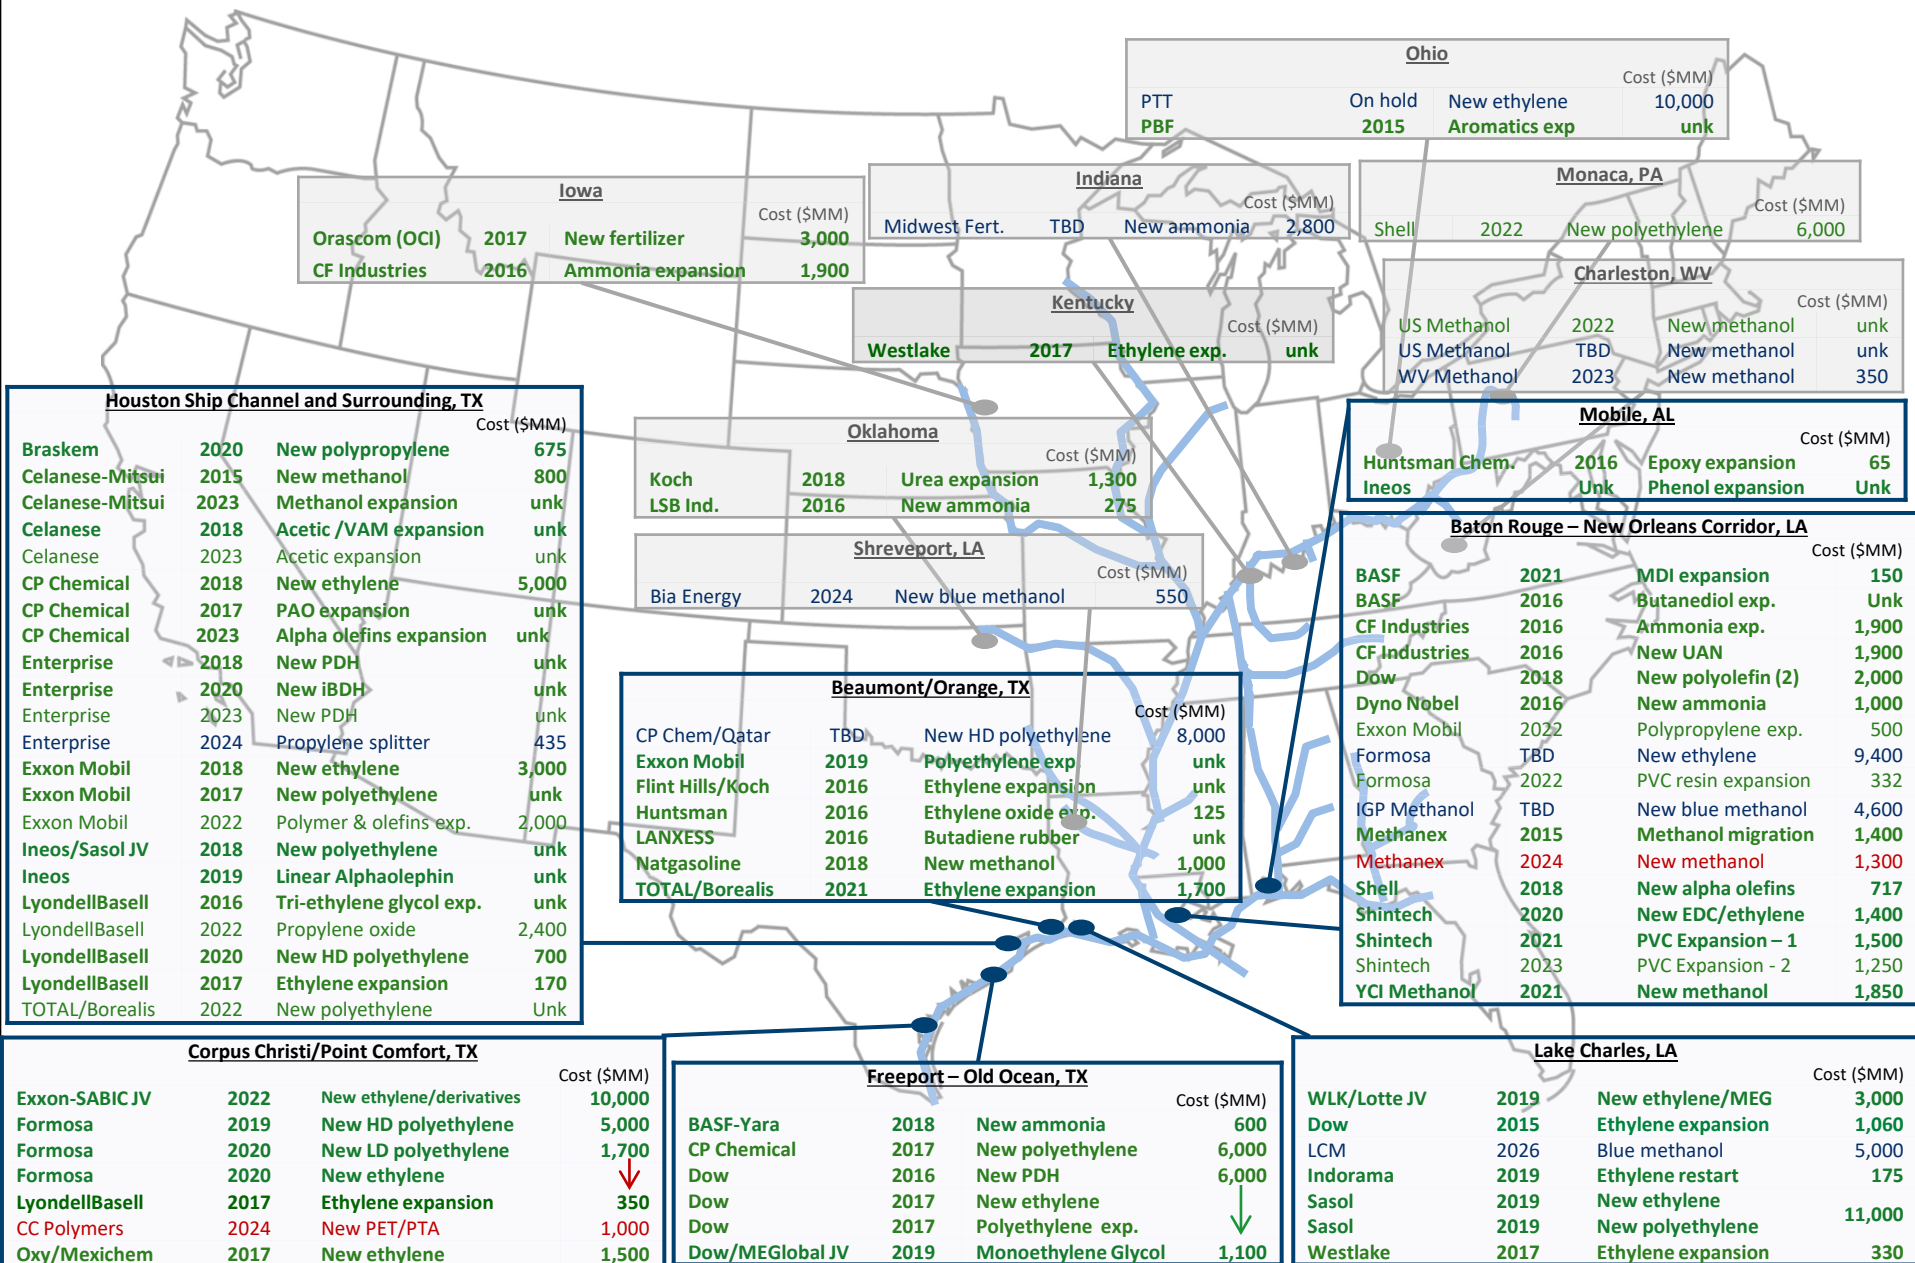 Ohio
Cost ($MM)
PTT On hold New ethylene 10,000
PBF 2015 Aromatics exp unk
Iowa
Cost ($MM)
Orascom (OCI) 2017 New fertilizer 3,000
CF Industries 2016 Ammonia expansion 1,900
Indiana
Cost ($MM)
Midwest Fert. TBD New ammonia 2,800
Monaca, PA
Cost ($MM)
Shell 2022 New polyethylene 6,000
Charleston, WV
Cost ($MM)
US Methanol 2022 New methanol unk
US Methanol TBD New methanol unk
WV Methanol 2023 New methanol 350
Kentucky
Cost ($MM)
Westlake 2017 Ethylene exp. unk
Houston Ship Channel and Surrounding, TX
Cost ($MM)
Braskem 2020 New polypropylene 675
Celanese-Mitsui 2015 New methanol 800
Celanese-Mitsui 2023 Methanol expansion unk
Celanese 2018 Acetic /VAM expansion unk
Celanese 2023 Acetic expansion unk
CP Chemical 2018 New ethylene 5,000
CP Chemical 2017 PAO expansion unk
CP Chemical 2023 Alpha olefins expansion unk
Enterprise 2018 New PDH unk
Enterprise 2020 New iBDH unk
Enterprise 2023 New PDH unk
Enterprise 2024 Propylene splitter 435
Exxon Mobil 2018 New ethylene 3,000
Exxon Mobil 2017 New polyethylene unk
Exxon Mobil 2022 Polymer & olefins exp. 2,000
Ineos/Sasol JV 2018 New polyethylene unk
Ineos 2019 Linear Alphaolephin unk
LyondellBasell 2016 Tri-ethylene glycol exp. unk
LyondellBasell 2022 Propylene oxide 2,400
LyondellBasell 2020 New HD polyethylene 700
LyondellBasell 2017 Ethylene expansion 170
TOTAL/Borealis 2022 New polyethylene Unk
Oklahoma
Cost ($MM)
Koch 2018 Urea expansion 1,300
LSB Ind. 2016 New ammonia 275
Shreveport, LA
Cost ($MM)
Bia Energy 2024 New blue methanol 550
Mobile, AL
Cost ($MM)
Huntsman Chem. 2016 Epoxy expansion 65
Ineos Unk Phenol expansion Unk
Baton Rouge – New Orleans Corridor, LA
Cost ($MM)
BASF 2021 MDI expansion 150
BASF 2016 Butanediol exp. Unk
CF Industries 2016 Ammonia exp. 1,900
CF Industries 2016 New UAN 1,900
Dow 2018 New polyolefin (2) 2,000
Dyno Nobel 2016 New ammonia 1,000
Exxon Mobil 2022 Polypropylene exp. 500
Formosa TBD New ethylene 9,400
Formosa 2022 PVC resin expansion 332
IGP Methanol TBD New blue methanol 4,600
Methanex 2015 Methanol migration 1,400
Methanex 2024 New methanol 1,300
Shell 2018 New alpha olefins 717
Shintech 2020 New EDC/ethylene 1,400
Shintech 2021 PVC Expansion – 1 1,500
Shintech 2023 PVC Expansion - 2 1,250
YCI Methanol 2021 New methanol 1,850
Beaumont/Orange, TX
Cost ($MM)
CP Chem/Qatar TBD New HD polyethylene 8,000
Exxon Mobil 2019 Polyethylene exp. unk
Flint Hills/Koch 2016 Ethylene expansion unk
Huntsman 2016 Ethylene oxide exp. 125
LANXESS 2016 Butadiene rubber unk
Natgasoline 2018 New methanol 1,000
TOTAL/Borealis 2021 Ethylene expansion 1,700
Corpus Christi/Point Comfort, TX
Cost ($MM)
Exxon-SABIC JV 2022 New ethylene/derivatives 10,000
Formosa 2019 New HD polyethylene 5,000
Formosa 2020 New LD polyethylene 1,700
Formosa 2020 New ethylene
LyondellBasell 2017 Ethylene expansion 350
CC Polymers 2024 New PET/PTA 1,000
Oxy/Mexichem 2017 New ethylene 1,500
Freeport – Old Ocean, TX
Cost ($MM)
BASF-Yara 2018 New ammonia 600
CP Chemical 2017 New polyethylene 6,000
Dow 2016 New PDH 6,000
Dow 2017 New ethylene
Dow 2017 Polyethylene exp.
Dow/MEGlobal JV 2019 Monoethylene Glycol 1,100
Lake Charles, LA
Cost ($MM)
WLK/Lotte JV 2019 New ethylene/MEG 3,000
Dow 2015 Ethylene expansion 1,060
LCM 2026 Blue methanol 5,000
Indorama 2019 Ethylene restart 175
Sasol 2019 New ethylene
11,000
Sasol 2019 New polyethylene
Westlake 2017 Ethylene expansion 330